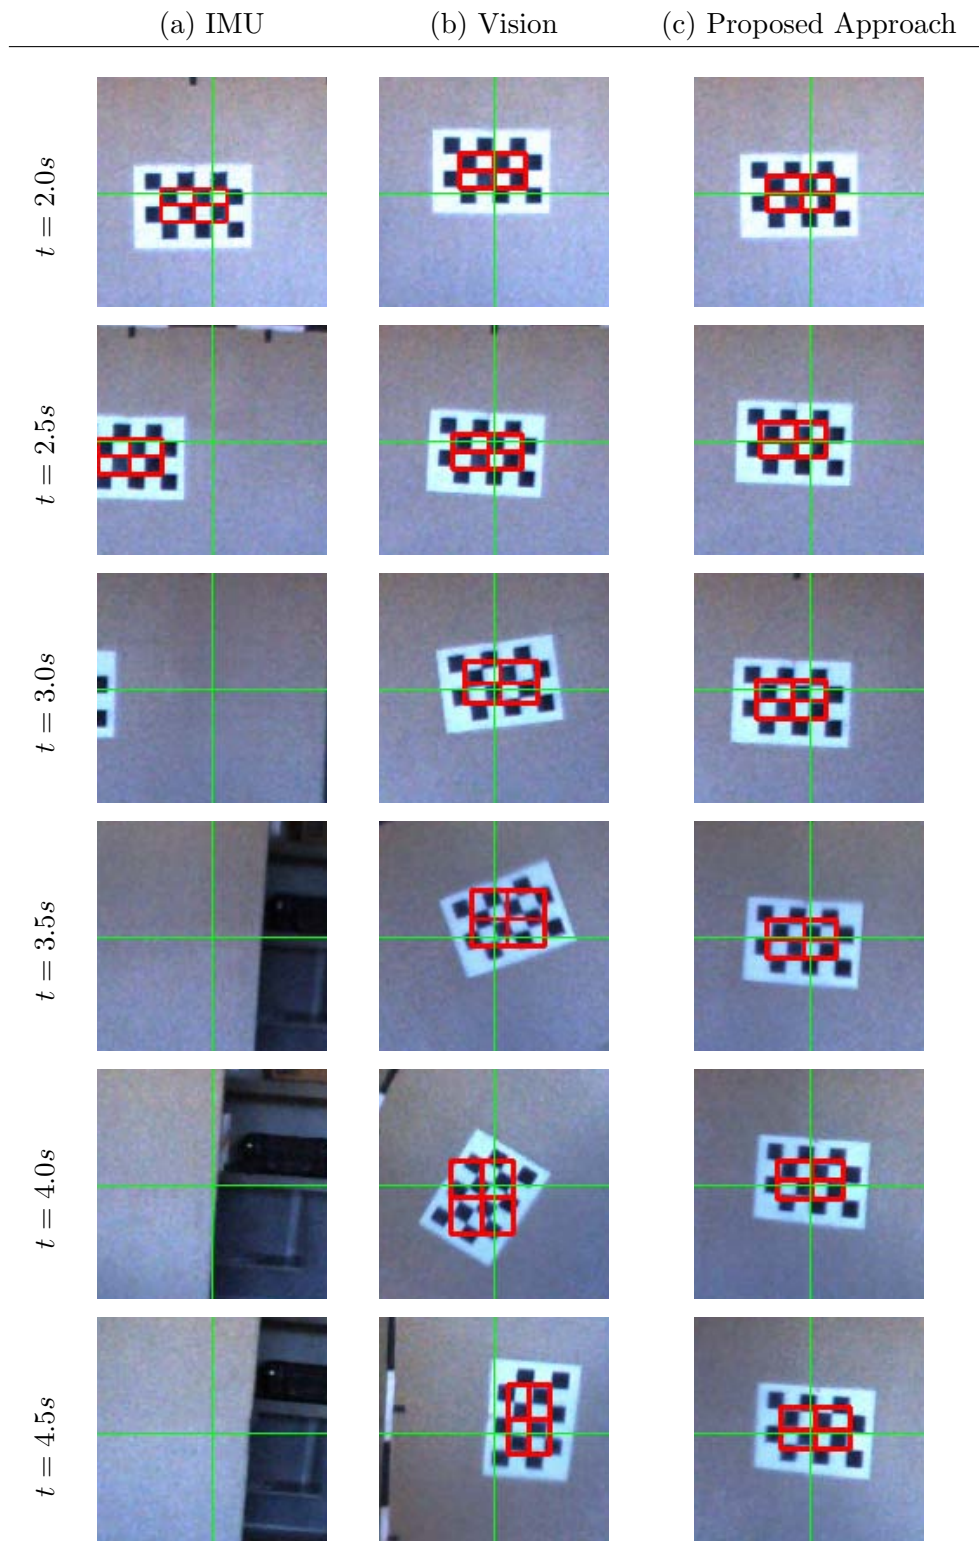 (a) IMU (b) Vision (c) Proposed Approach
t = 2.0s
t = 2.5s
t = 3.0s
t = 3.5s
t = 4.0s
t = 4.5s